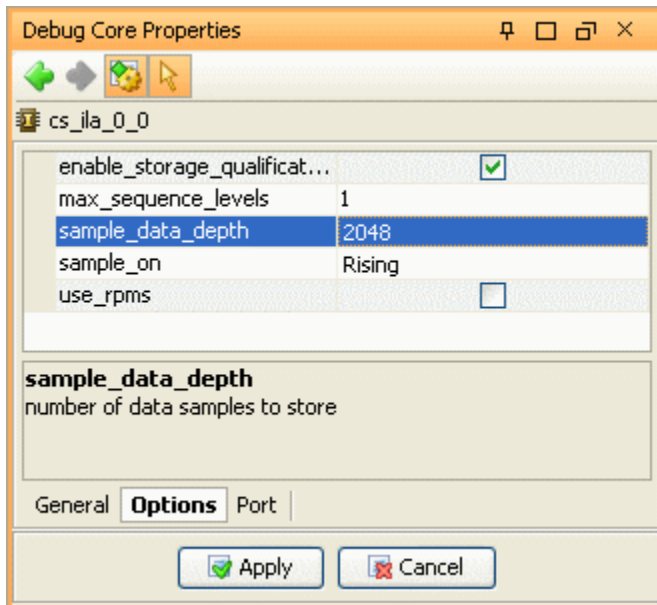 Debug Core Properties
cs_ila_0_0
enable_storage_qualificat...
max_sequence_levels 1
sample_data_depth 2048
sample_on Rising
use_rpms
sample_data_depth
number of data samples to store
General Options Port
Apply Cancel